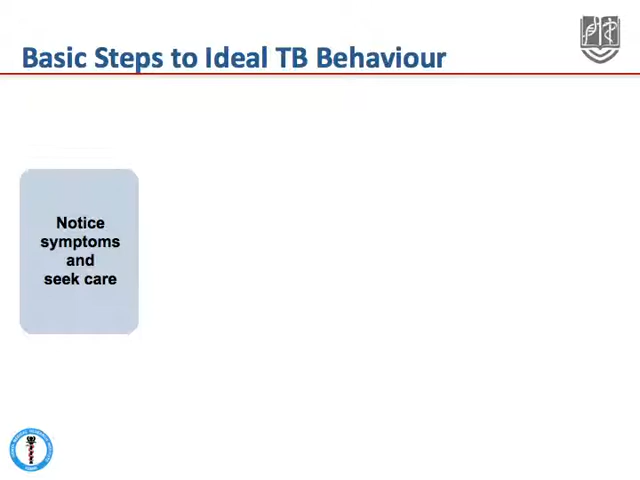 Basic Steps to Ideal TB Behaviour
Notice
symptoms
and
seek care